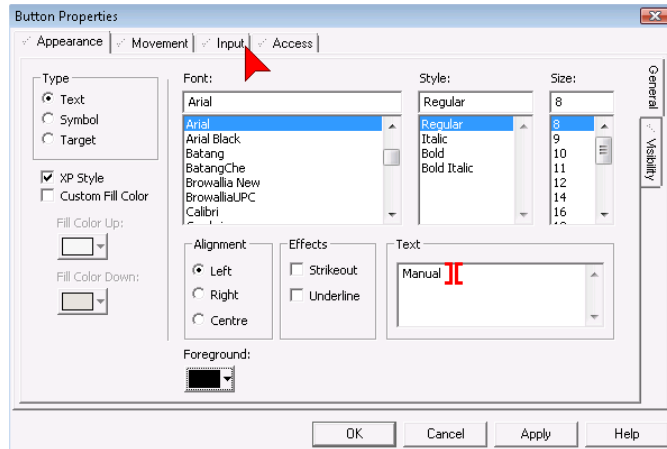 Button Properties
Appearance Movement Input Access
Type
Text
Symbol
Target
XP Style
Custom Fill Color
Fill Color Up:
Fill Color Down:
Font:
Arial
Arial
Arial Black
Batang
BatangChe
Browallia New
BrowalliaUPC
Calibri
Style:
Regular
Regular
Italic
Bold
Bold Italic
Size:
8
8
9
10
11
12
14
16
General
Visibility
Alignment
Left
Right
Centre
Effects
Strikeout
Underline
Text
Manual
Foreground:
OK Cancel Apply Help